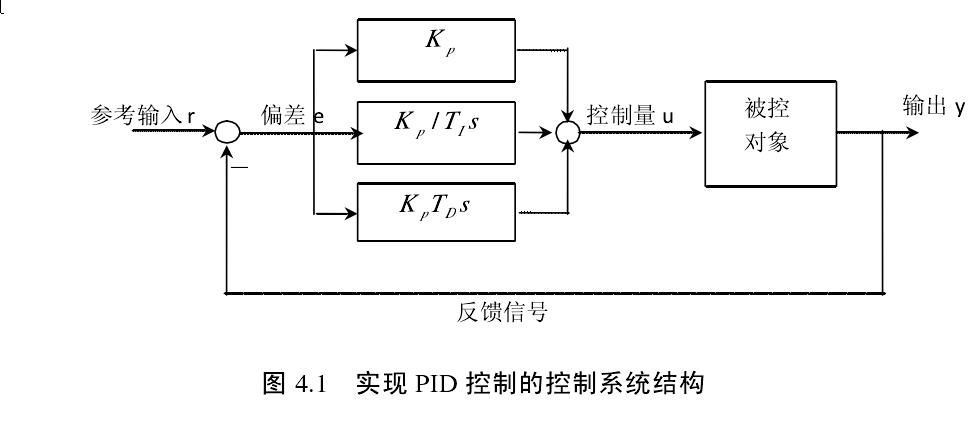 K_p
参考输入 r
偏差 e
K_p / T_I s
控制量 u
被控
对象
输出 y
—
K_p T_D s
反馈信号
图 4.1 实现 PID 控制的控制系统结构